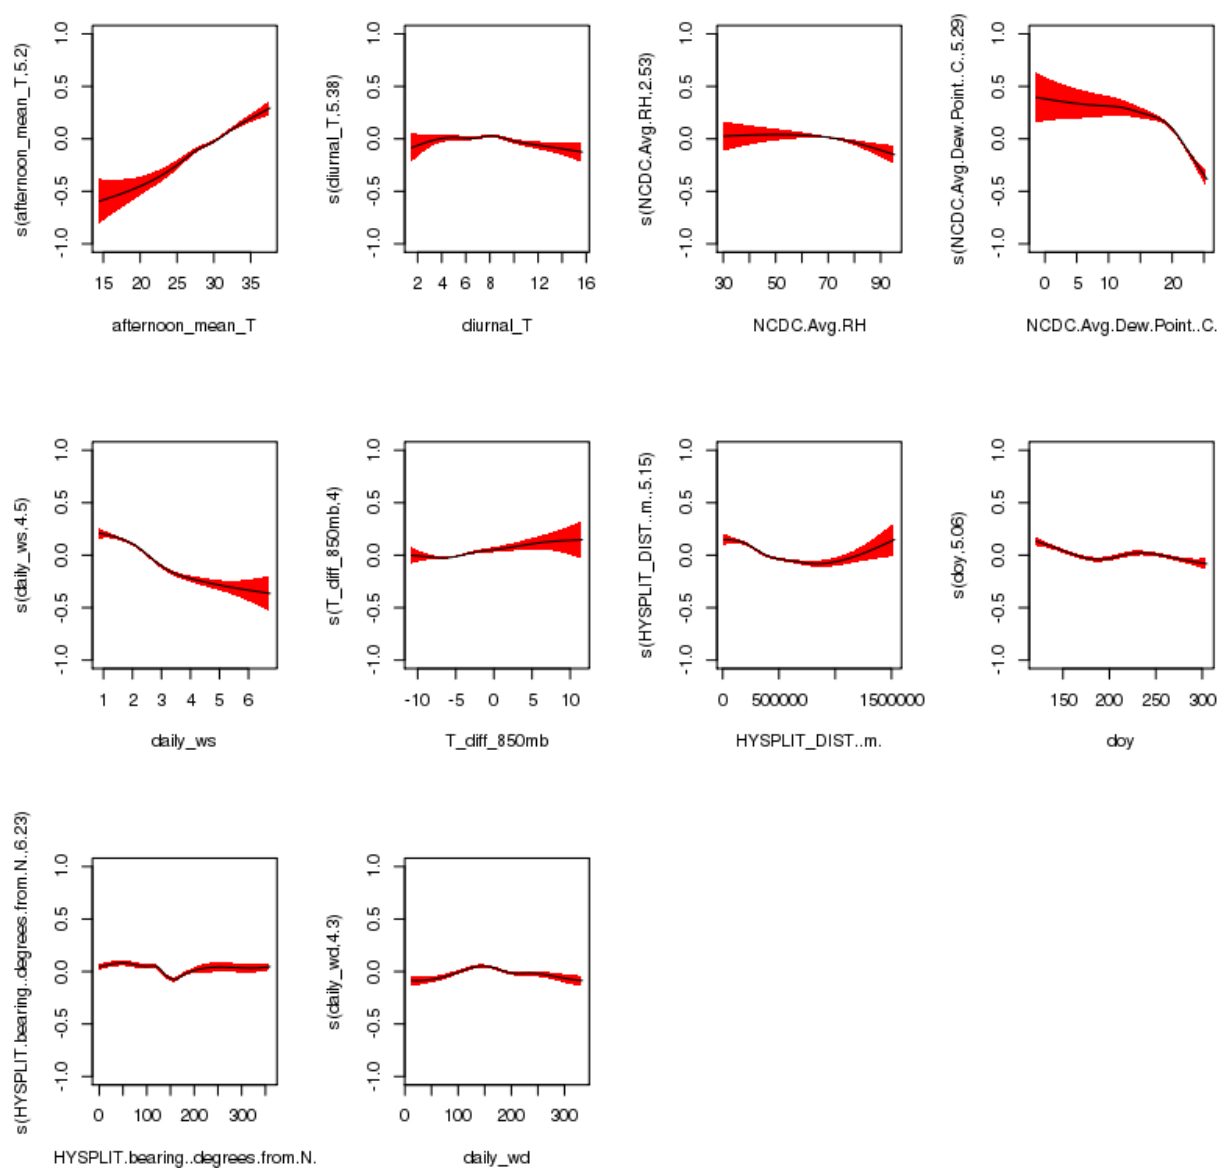 s(afternoon_mean_T,5.2)
1.0
0.5
0.0
-0.5
-1.0
15 20 25 30 35
afternoon_mean_T
s(diurnal_T,5.38)
1.0
0.5
0.0
-0.5
-1.0
2 4 6 8 12 16
diurnal_T
s(NCDC.Avg.RH,2.53)
1.0
0.5
0.0
-0.5
-1.0
30 50 70 90
NCDC.Avg.RH
s(NCDC.Avg.Dew.Point..C.,5.29)
1.0
0.5
0.0
-0.5
-1.0
0 5 10 20
NCDC.Avg.Dew.Point..C.
s(daily_ws,4.5)
1.0
0.5
0.0
-0.5
-1.0
1 2 3 4 5 6
daily_ws
s(T_diff_850mb,4)
1.0
0.5
0.0
-0.5
-1.0
-10 -5 0 5 10
T_diff_850mb
s(HYSPLIT_DIST..m.,5.15)
1.0
0.5
0.0
-0.5
-1.0
0 500000 1500000
HYSPLIT_DIST..m.
s(doy,5.06)
1.0
0.5
0.0
-0.5
-1.0
150 200 250 300
doy
s(HYSPLIT.bearing..degrees.from.N.,6.23)
1.0
0.5
0.0
-0.5
-1.0
0 100 200 300
HYSPLIT.bearing..degrees.from.N.
s(daily_wd,4.3)
1.0
0.5
0.0
-0.5
-1.0
0 100 200 300
daily_wd